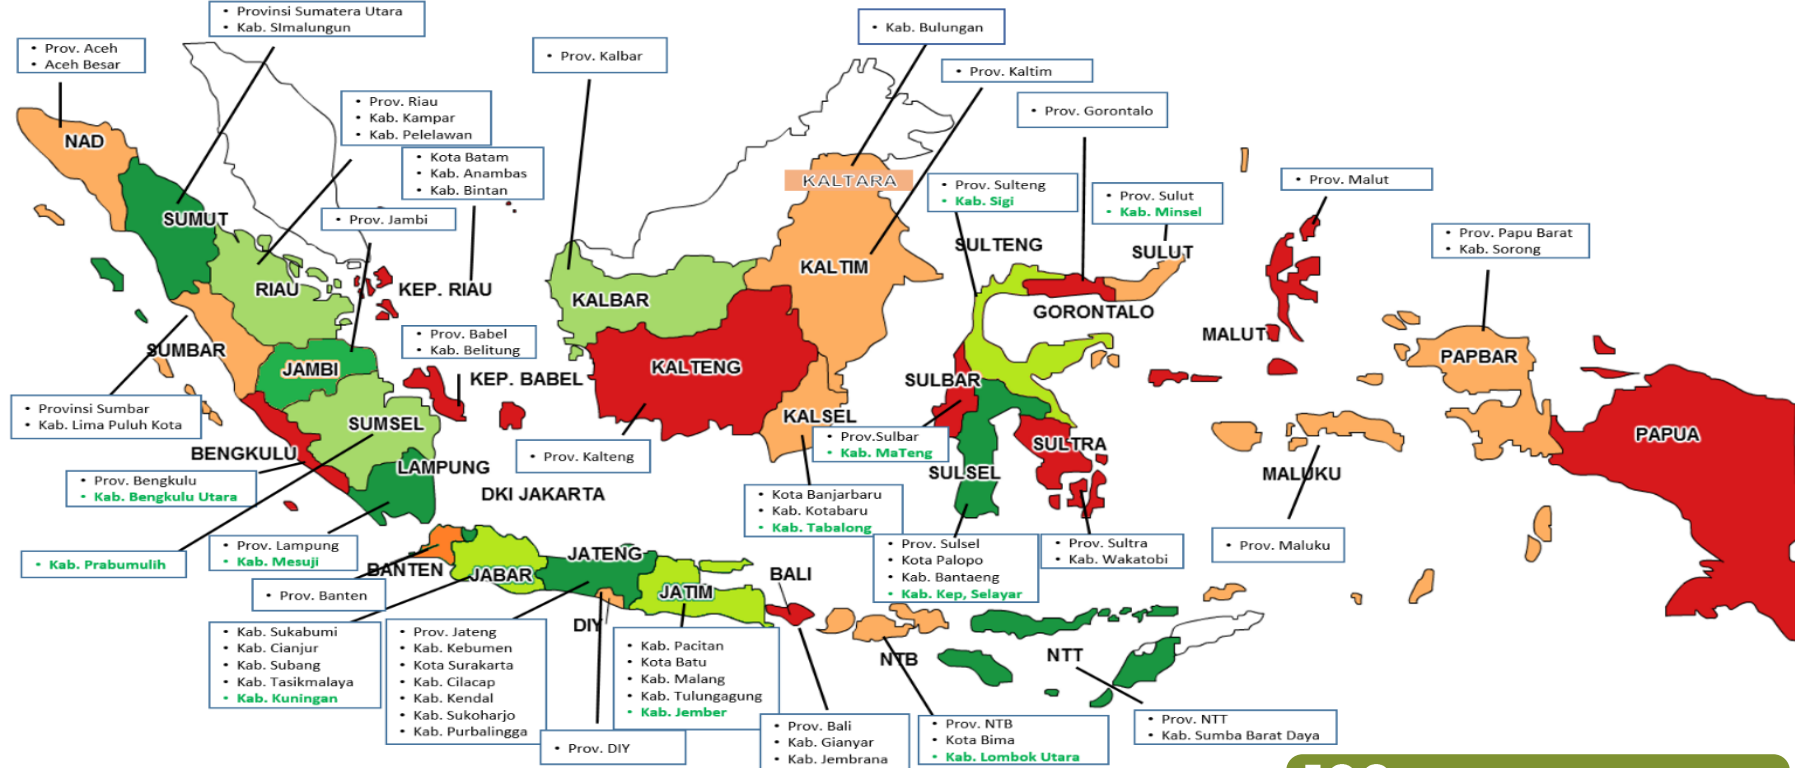 • Provinsi Sumatera Utara
• Kab. SImalungun
• Prov. Aceh
• Aceh Besar
• Prov. Kalbar
• Kab. Bulungan
• Prov. Kaltim
• Prov. Riau
• Kab. Kampar
• Kab. Pelelawan
• Prov. Gorontalo
NAD
• Kota Batam
• Kab. Anambas
• Kab. Bintan
KALTARA
• Prov. Sulteng
• Kab. Sigi
• Prov. Sulut
• Kab. Minsel
• Prov. Malut
SUMUT
• Prov. Jambi
• Prov. Papu Barat
• Kab. Sorong
SULTENG
SULUT
KALTIM
RIAU
KEP. RIAU
KALBAR
GORONTALO
MALUT
• Prov. Babel
• Kab. Belitung
SUMBAR
PAPBAR
JAMBI
KALTENG
KEP. BABEL
SULBAR
• Provinsi Sumbar
• Kab. Lima Puluh Kota
SUMSEL
KALSEL
• Prov.Sulbar
• Kab. MaTeng
SULTRA
PAPUA
BENGKULU
• Prov. Kalteng
LAMPUNG
SULSEL
MALUKU
• Prov. Bengkulu
• Kab. Bengkulu Utara
DKI JAKARTA
• Kota Banjarbaru
• Kab. Kotabaru
• Kab. Tabalong
• Kab. Prabumulih
• Prov. Lampung
• Kab. Mesuji
• Prov. Sulsel
• Kota Palopo
• Kab. Bantaeng
• Kab. Kep, Selayar
• Prov. Sultra
• Kab. Wakatobi
• Prov. Maluku
BANTEN
JABAR
JATENG
JATIM
BALI
• Prov. Banten
DIY
• Kab. Sukabumi
• Kab. Cianjur
• Kab. Subang
• Kab. Tasikmalaya
• Kab. Kuningan
• Prov. Jateng
• Kab. Kebumen
• Kota Surakarta
• Kab. Cilacap
• Kab. Kendal
• Kab. Sukoharjo
• Kab. Purbalingga
• Kab. Pacitan
• Kota Batu
• Kab. Malang
• Kab. Tulungagung
• Kab. Jember
NTB
NTT
• Prov. DIY
• Prov. Bali
• Kab. Gianyar
• Kab. Jembrana
• Prov. NTB
• Kota Bima
• Kab. Lombok Utara
• Prov. NTT
• Kab. Sumba Barat Daya